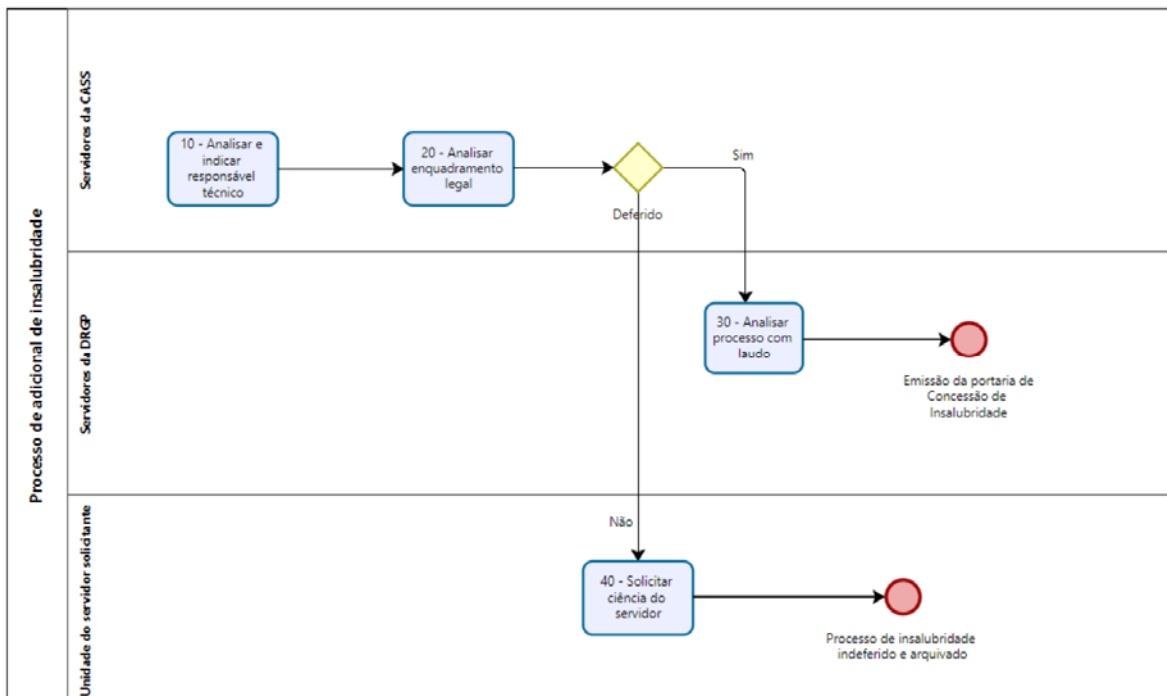 Processo de adicional de insalubridade
Servidores da CASS
10 - Analisar e
indicar
responsável
técnico
20 - Analisar
enquadramento
legal
Deferido
Sim
Servidores da DRGP
30 - Analisar
processo com
laudo
Emissão da portaria de
Concessão de
Insalubridade
Unidade do servidor solicitante
Não
40 - Solicitar
ciência do
servidor
Processo de insalubridade
indeferido e arquivado